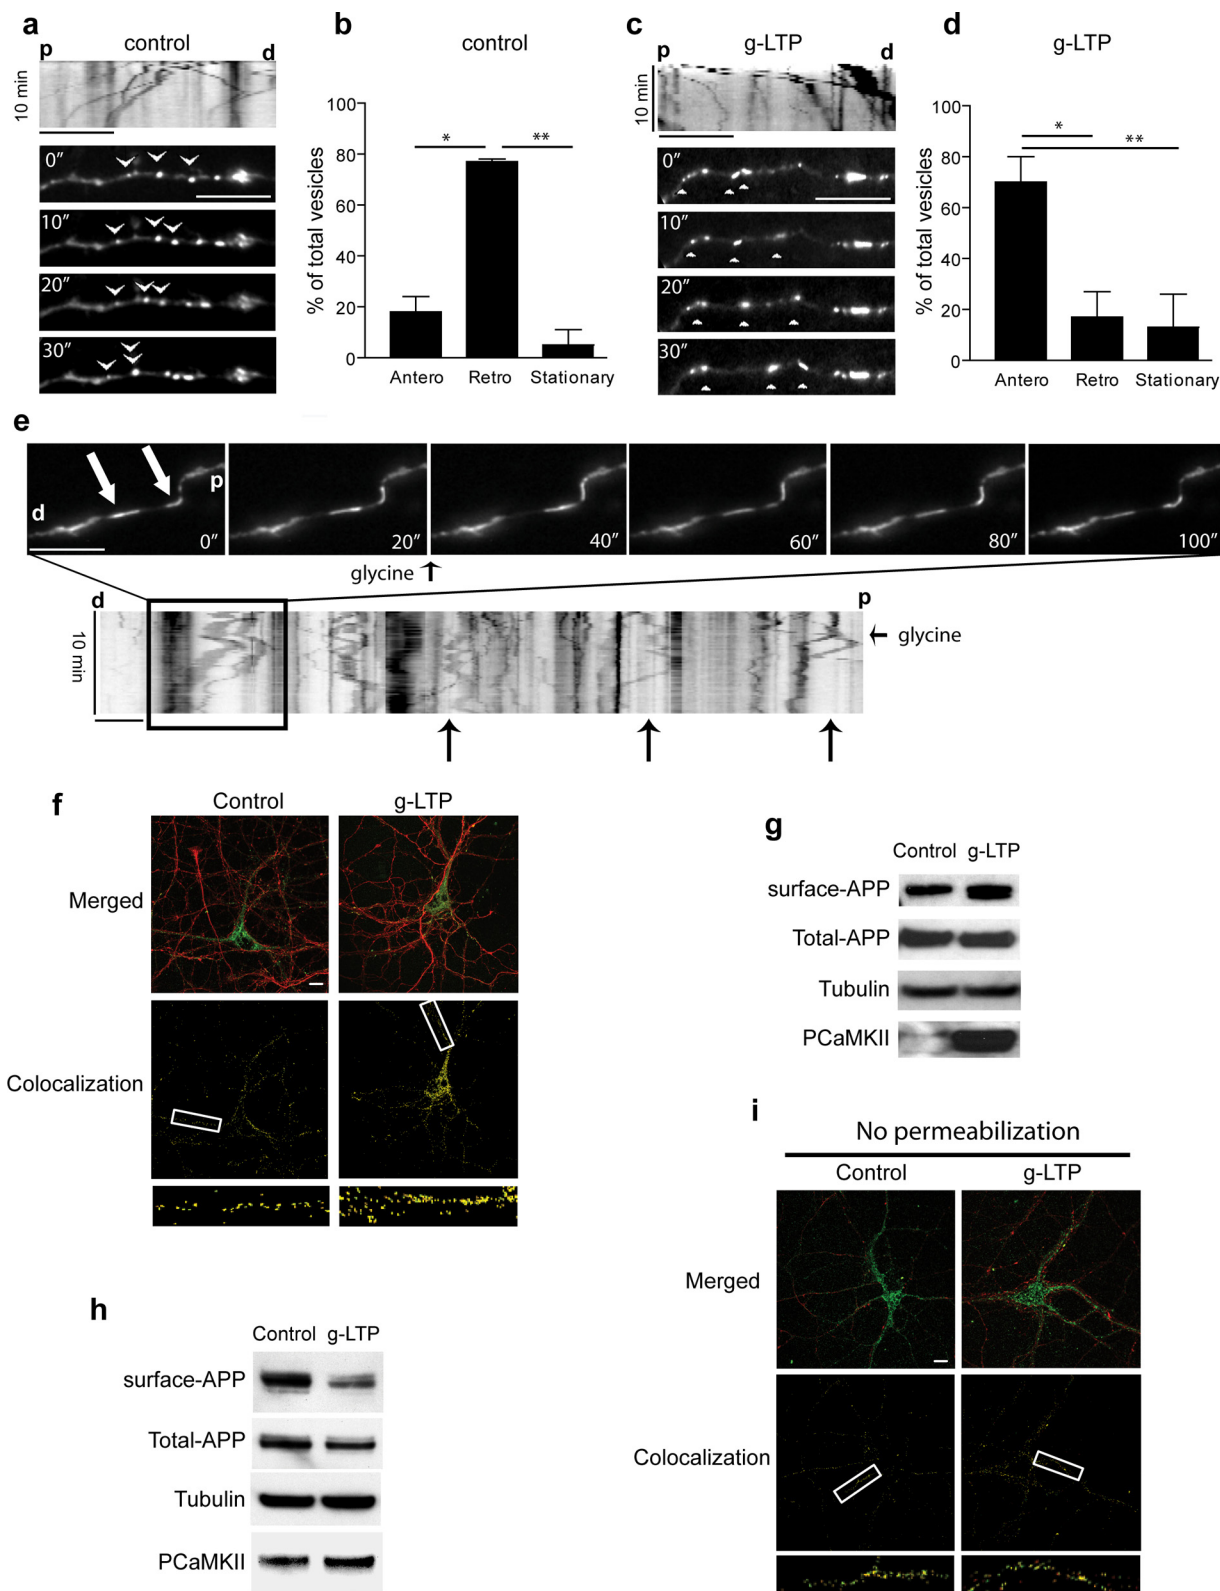 a
control
p
d
10 min
0″
10″
20″
30″
b
control
% of total vesicles
100
80
60
40
20
0
*
**
Antero
Retro
Stationary
c
g-LTP
p
d
10 min
0″
10″
20″
30″
d
g-LTP
% of total vesicles
100
80
60
40
20
0
*
**
Antero
Retro
Stationary
e
d
p
0″
20″
40″
60″
80″
100″
glycine
d
p
10 min
glycine
f
Control
g-LTP
Merged
Colocalization
g
Control
g-LTP
surface-APP
Total-APP
Tubulin
PCaMKII
h
Control
g-LTP
surface-APP
Total-APP
Tubulin
PCaMKII
i
No permeabilization
Control
g-LTP
Merged
Colocalization